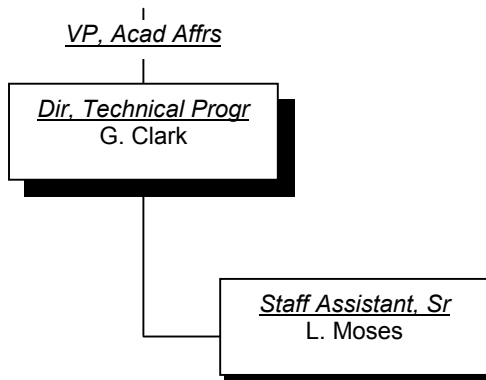 VP, Acad Affrs
Dir, Technical Progr
G. Clark
Staff Assistant, Sr
L. Moses